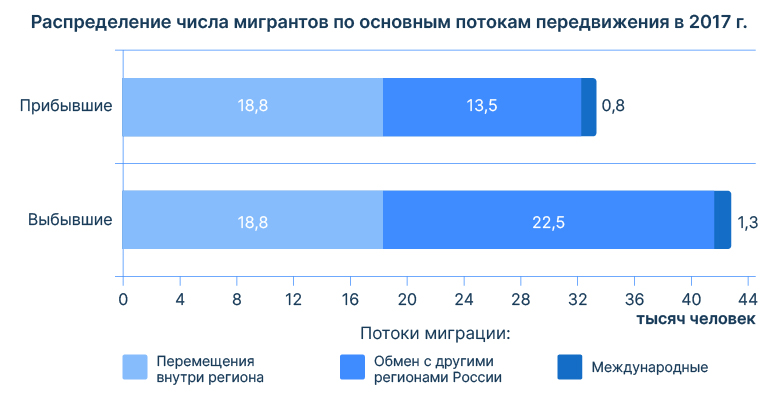 Распределение числа мигрантов по основным потокам передвижения в 2017 г.
Прибывшие 18,8 13,5 0,8
Выбывшие 18,8 22,5 1,3
0 4 8 12 16 20 24 28 32 36 40 44
тысяч человек
Потоки миграции:
Перемещения
внутри региона
Обмен с другими
регионами России
Международные